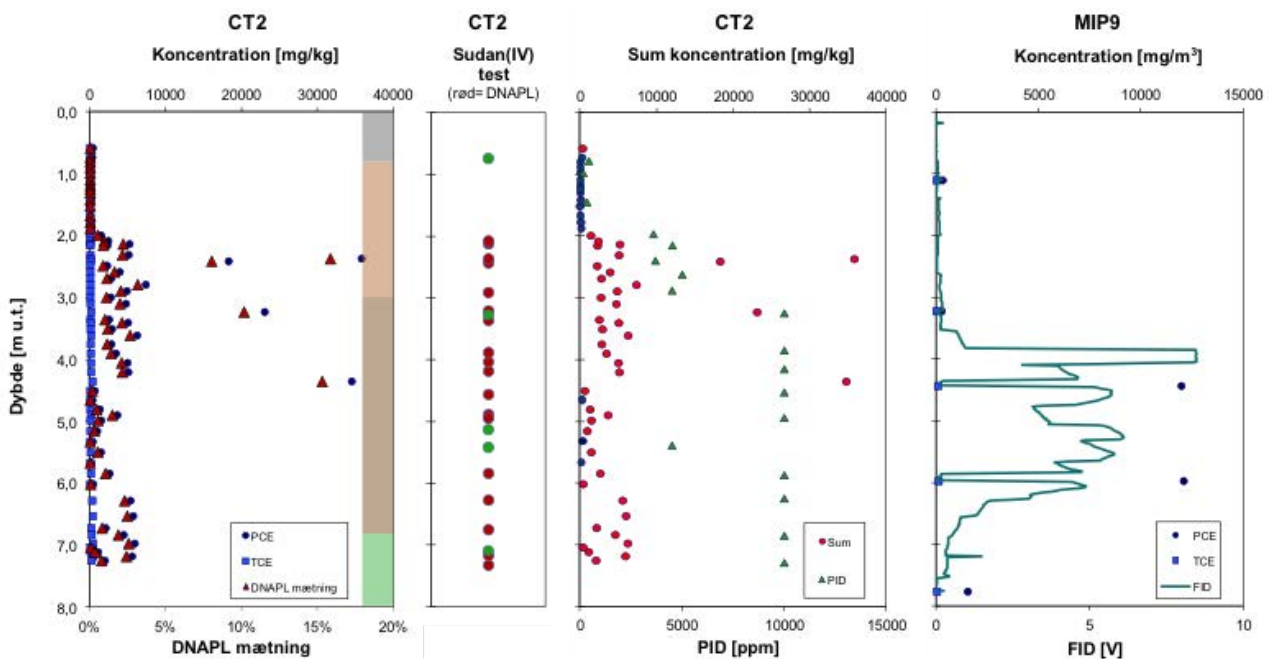 CT2
Koncentration [mg/kg]
0 10000 20000 30000 40000
CT2
Sudan(IV)
test
(rød= DNAPL)
CT2
Sum koncentration [mg/kg]
0 10000 20000 30000 40000
MIP9
Koncentration [mg/m³]
0 5000 10000 15000
Dybde [m u.t.]
0,0
1,0
2,0
3,0
4,0
5,0
6,0
7,0
8,0
PCE
TCE
DNAPL mætning
0% 5% 10% 15% 20%
DNAPL mætning
Sum
PID
0 5000 10000 15000
PID [ppm]
PCE
TCE
FID
0 5 10
FID [V]